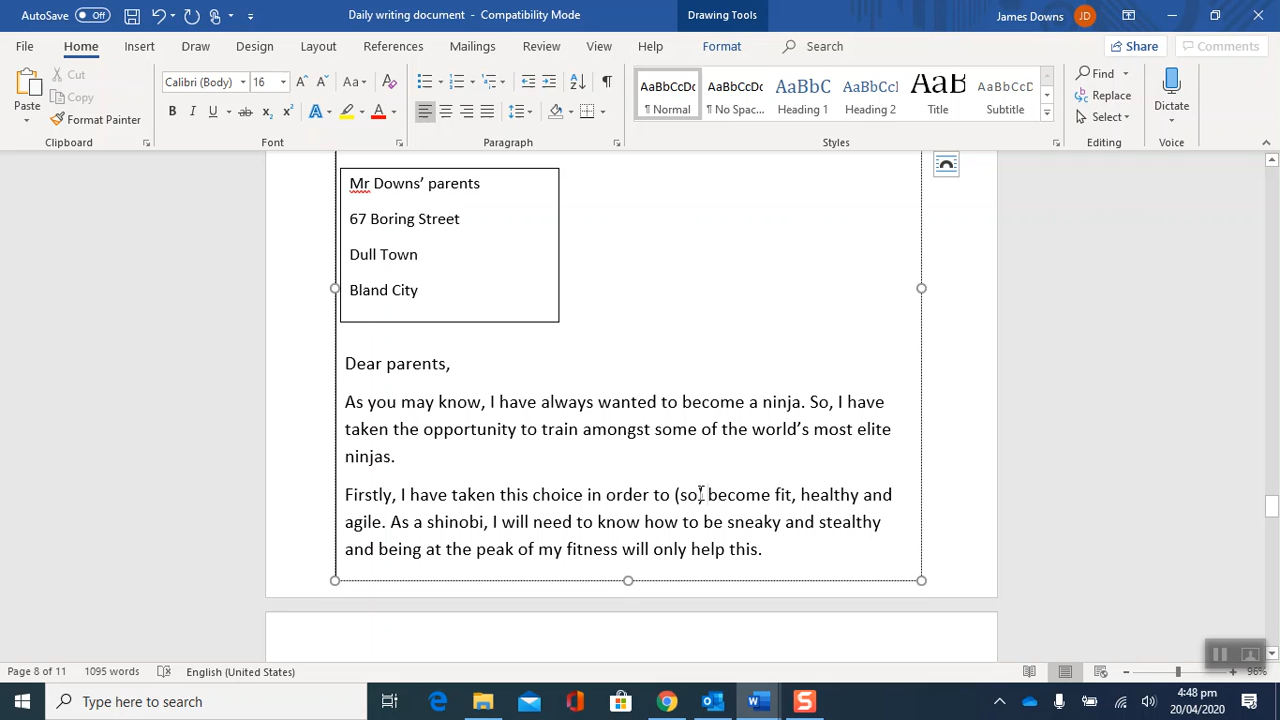 AutoSave Off Daily writing document - Compatibility Mode Drawing Tools James Downs JD
File Home Insert Draw Design Layout References Mailings Review View Help Format Search Share Comments
Paste Cut Copy Format Painter
Clipboard
Calibri (Body) 16
Font
Paragraph
AaBbCcDc AaBbCcDc AaBbC AaBbCcI AaB AaBbCcD
¶ Normal ¶ No Spac... Heading 1 Heading 2 Title Subtitle
Styles
Find
Replace
Select
Editing
Dictate
Voice
Mr Downs’ parents
67 Boring Street
Dull Town
Bland City
Dear parents,
As you may know, I have always wanted to become a ninja. So, I have
taken the opportunity to train amongst some of the world’s most elite
ninjas.
Firstly, I have taken this choice in order to (so) become fit, healthy and
agile. As a shinobi, I will need to know how to be sneaky and stealthy
and being at the peak of my fitness will only help this.
Page 8 of 11 1095 words English (United States) 96%
Type here to search
4:48 pm
20/04/2020